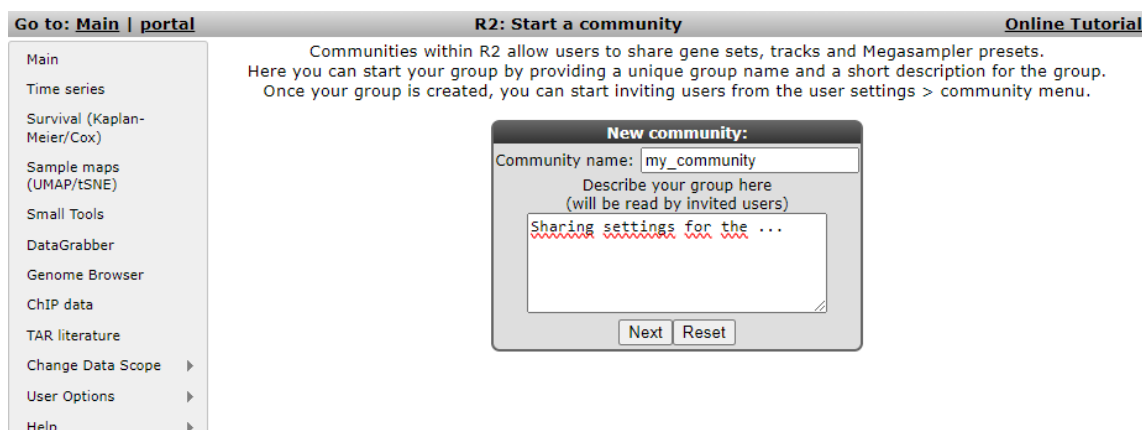 Go to: Main | portal
R2: Start a community
Online Tutorial
Main
Time series
Survival (Kaplan-
Meier/Cox)
Sample maps
(UMAP/tSNE)
Small Tools
DataGrabber
Genome Browser
ChIP data
TAR literature
Change Data Scope
User Options
Help
Communities within R2 allow users to share gene sets, tracks and Megasampler presets.
Here you can start your group by providing a unique group name and a short description for the group.
Once your group is created, you can start inviting users from the user settings > community menu.
New community:
Community name: my_community
Describe your group here
(will be read by invited users)
Sharing settings for the ...
Next Reset